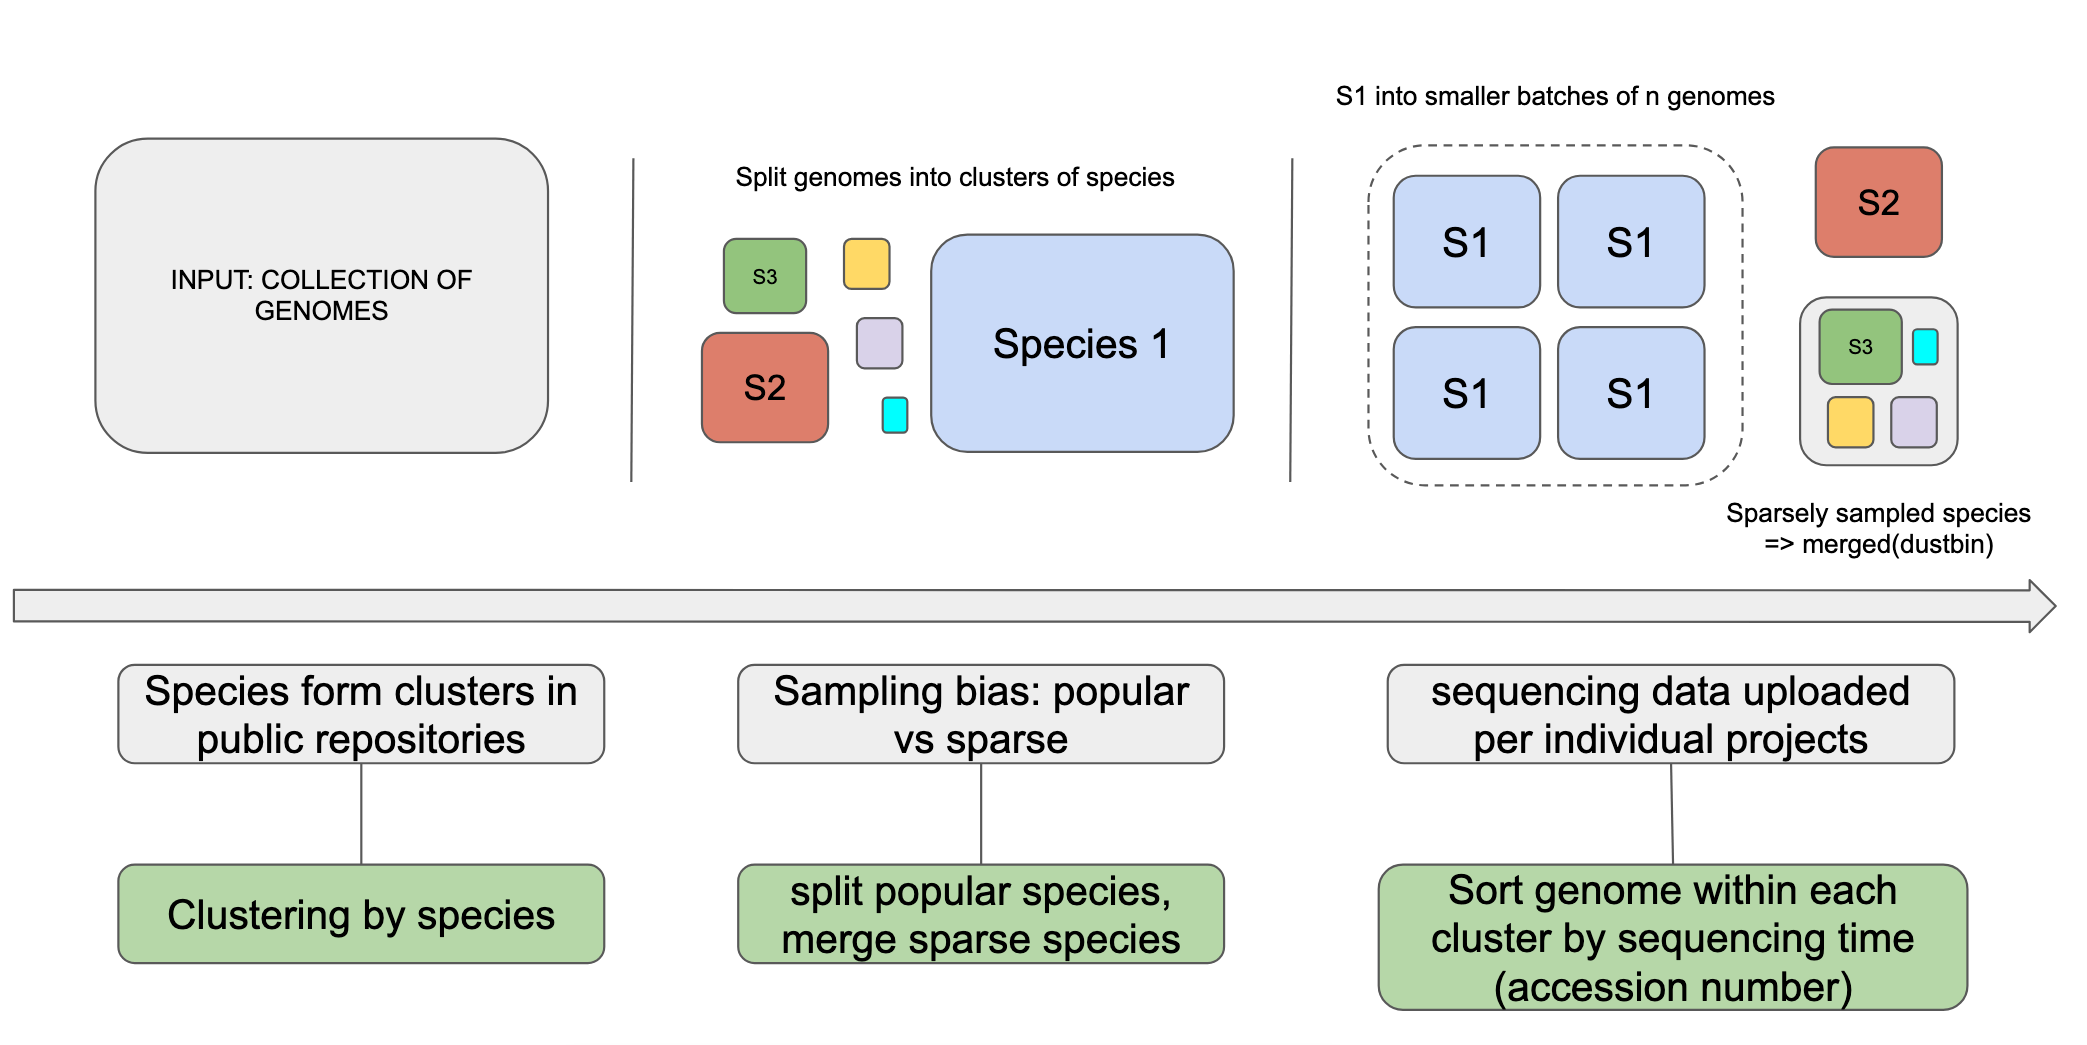 S1 into smaller batches of n genomes
INPUT: COLLECTION OF
GENOMES
Split genomes into clusters of species
S3
S2
Species 1
S1
S1
S1
S1
S2
S3
Sparsely sampled species
=> merged(dustbin)
Species form clusters in
public repositories
Sampling bias: popular
vs sparse
sequencing data uploaded
per individual projects
Clustering by species
split popular species,
merge sparse species
Sort genome within each
cluster by sequencing time
(accession number)